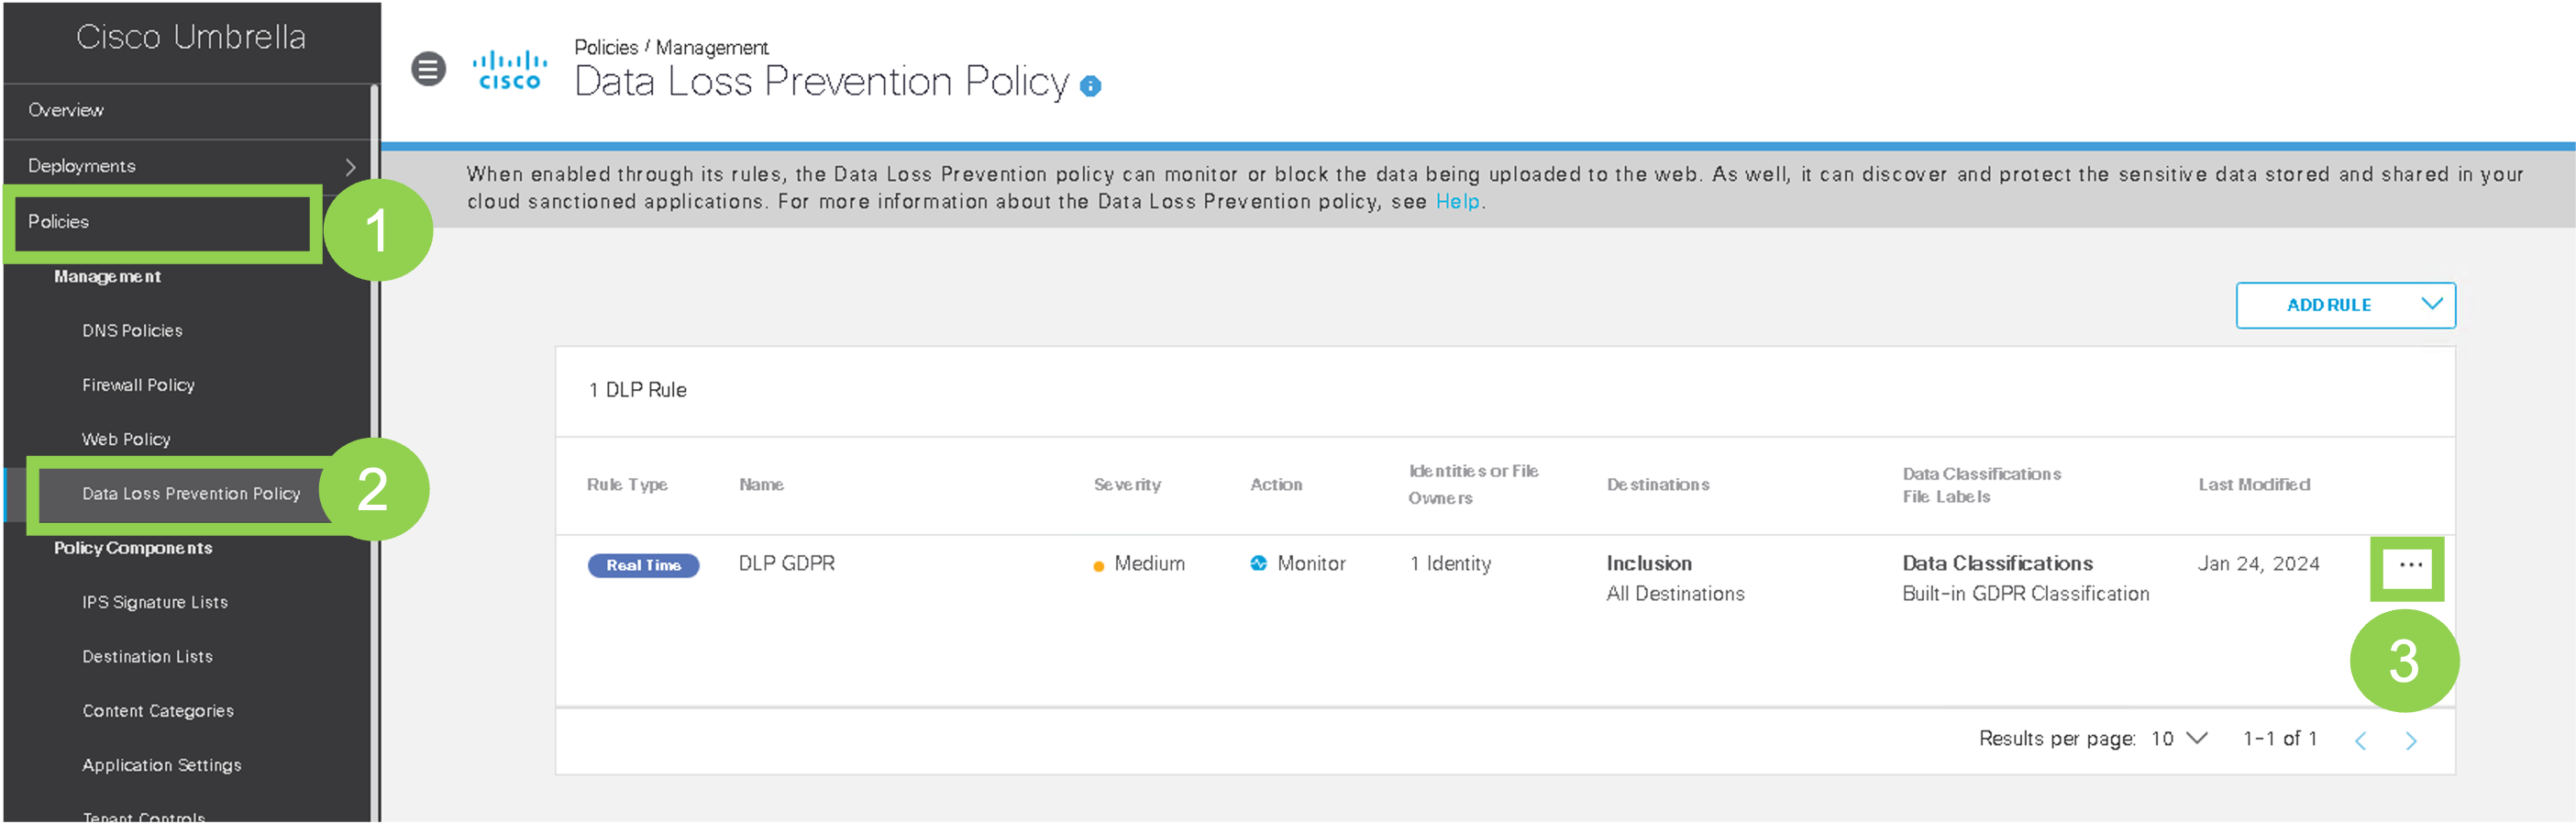 Cisco Umbrella
Overview
Deployments
Policies
1
Management
DNS Policies
Firewall Policy
Web Policy
Data Loss Prevention Policy
2
Policy Components
IPS Signature Lists
Destination Lists
Content Categories
Application Settings
Tenant Controls
CISCO
Policies / Management
Data Loss Prevention Policy
When enabled through its rules, the Data Loss Prevention policy can monitor or block the data being uploaded to the web. As well, it can discover and protect the sensitive data stored and shared in your
cloud sanctioned applications. For more information about the Data Loss Prevention policy, see Help.
ADD RULE
1 DLP Rule
Rule Type Name Severity Action Identities or File Owners Destinations Data Classifications File Labels Last Modified
Real Time DLP GDPR Medium Monitor 1 Identity Inclusion Data Classifications Jan 24, 2024 ...
All Destinations Built-in GDPR Classification
3
Results per page: 10 1-1 of 1 < >